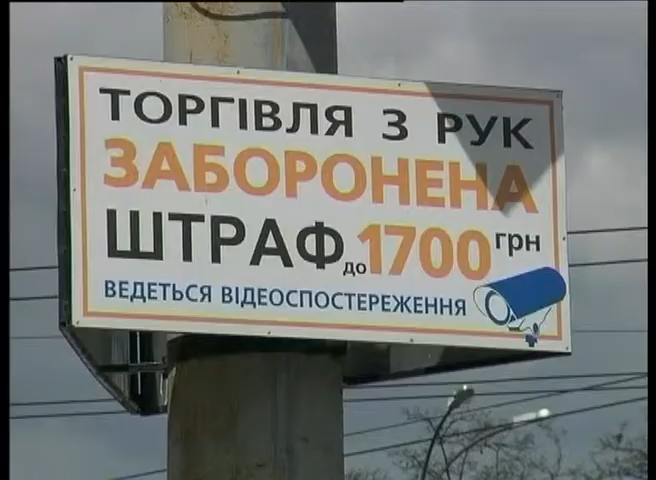 ТОРГІВЛЯ З РУК
ЗАБОРОНЕНА
ШТРАФ до 1700 грн
ВЕДЕТЬСЯ ВІДЕОСПОСТЕРЕЖЕННЯ